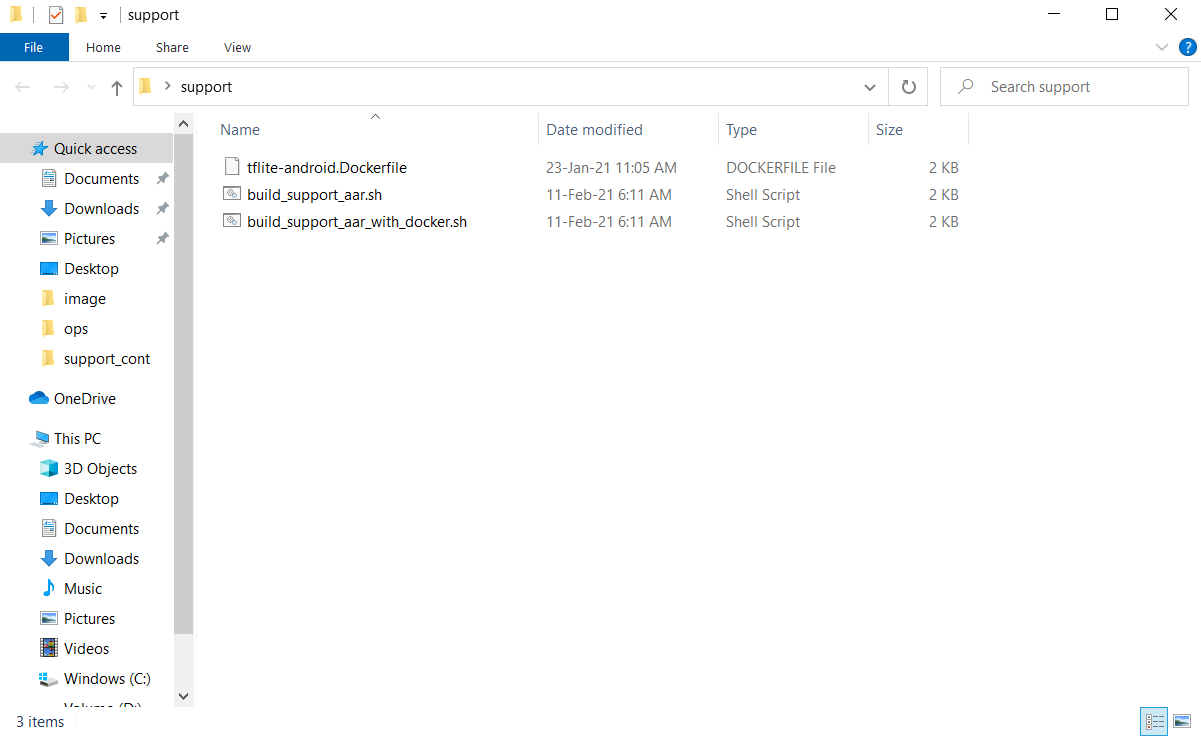 support
File Home Share View
support
Search support
Name Date modified Type Size
tflite-android.Dockerfile 23-Jan-21 11:05 AM DOCKERFILE File 2 KB
build_support_aar.sh 11-Feb-21 6:11 AM Shell Script 2 KB
build_support_aar_with_docker.sh 11-Feb-21 6:11 AM Shell Script 2 KB
Quick access
Documents
Downloads
Pictures
Desktop
image
ops
support_cont
OneDrive
This PC
3D Objects
Desktop
Documents
Downloads
Music
Pictures
Videos
Windows (C:)
Volume (D:)
3 items